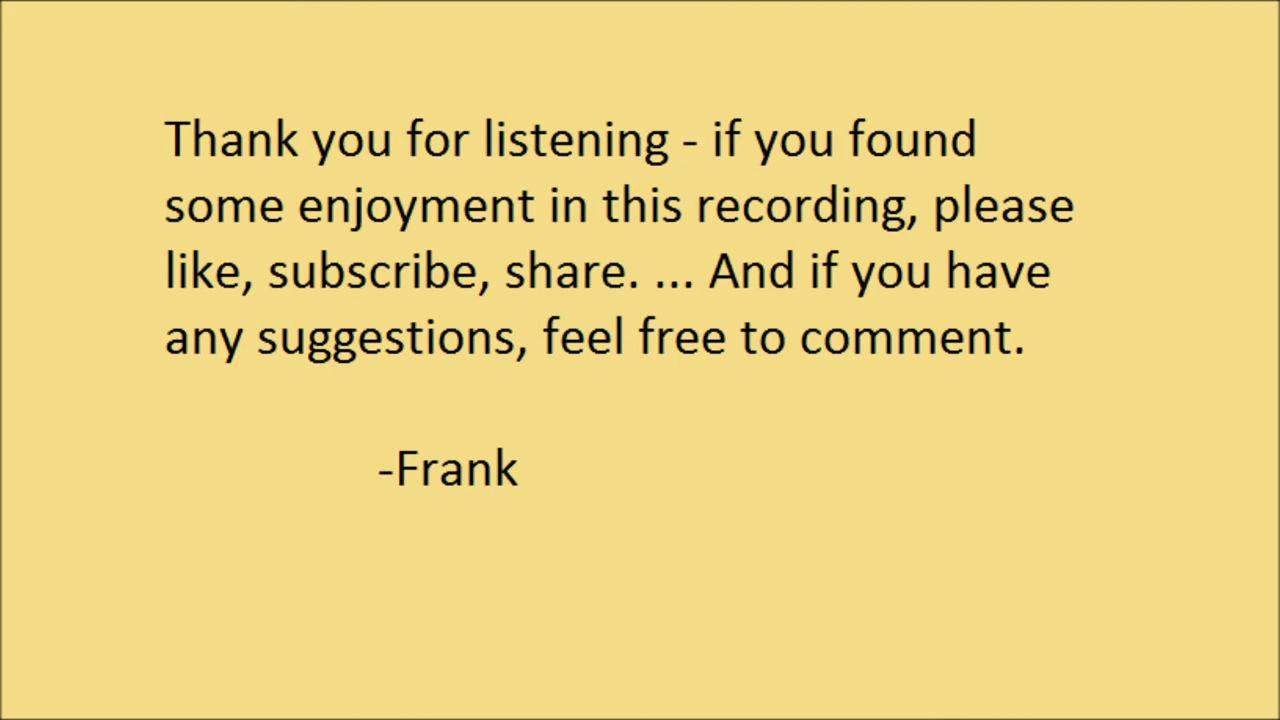 Thank you for listening - if you found
some enjoyment in this recording, please
like, subscribe, share. ... And if you have
any suggestions, feel free to comment.
-Frank